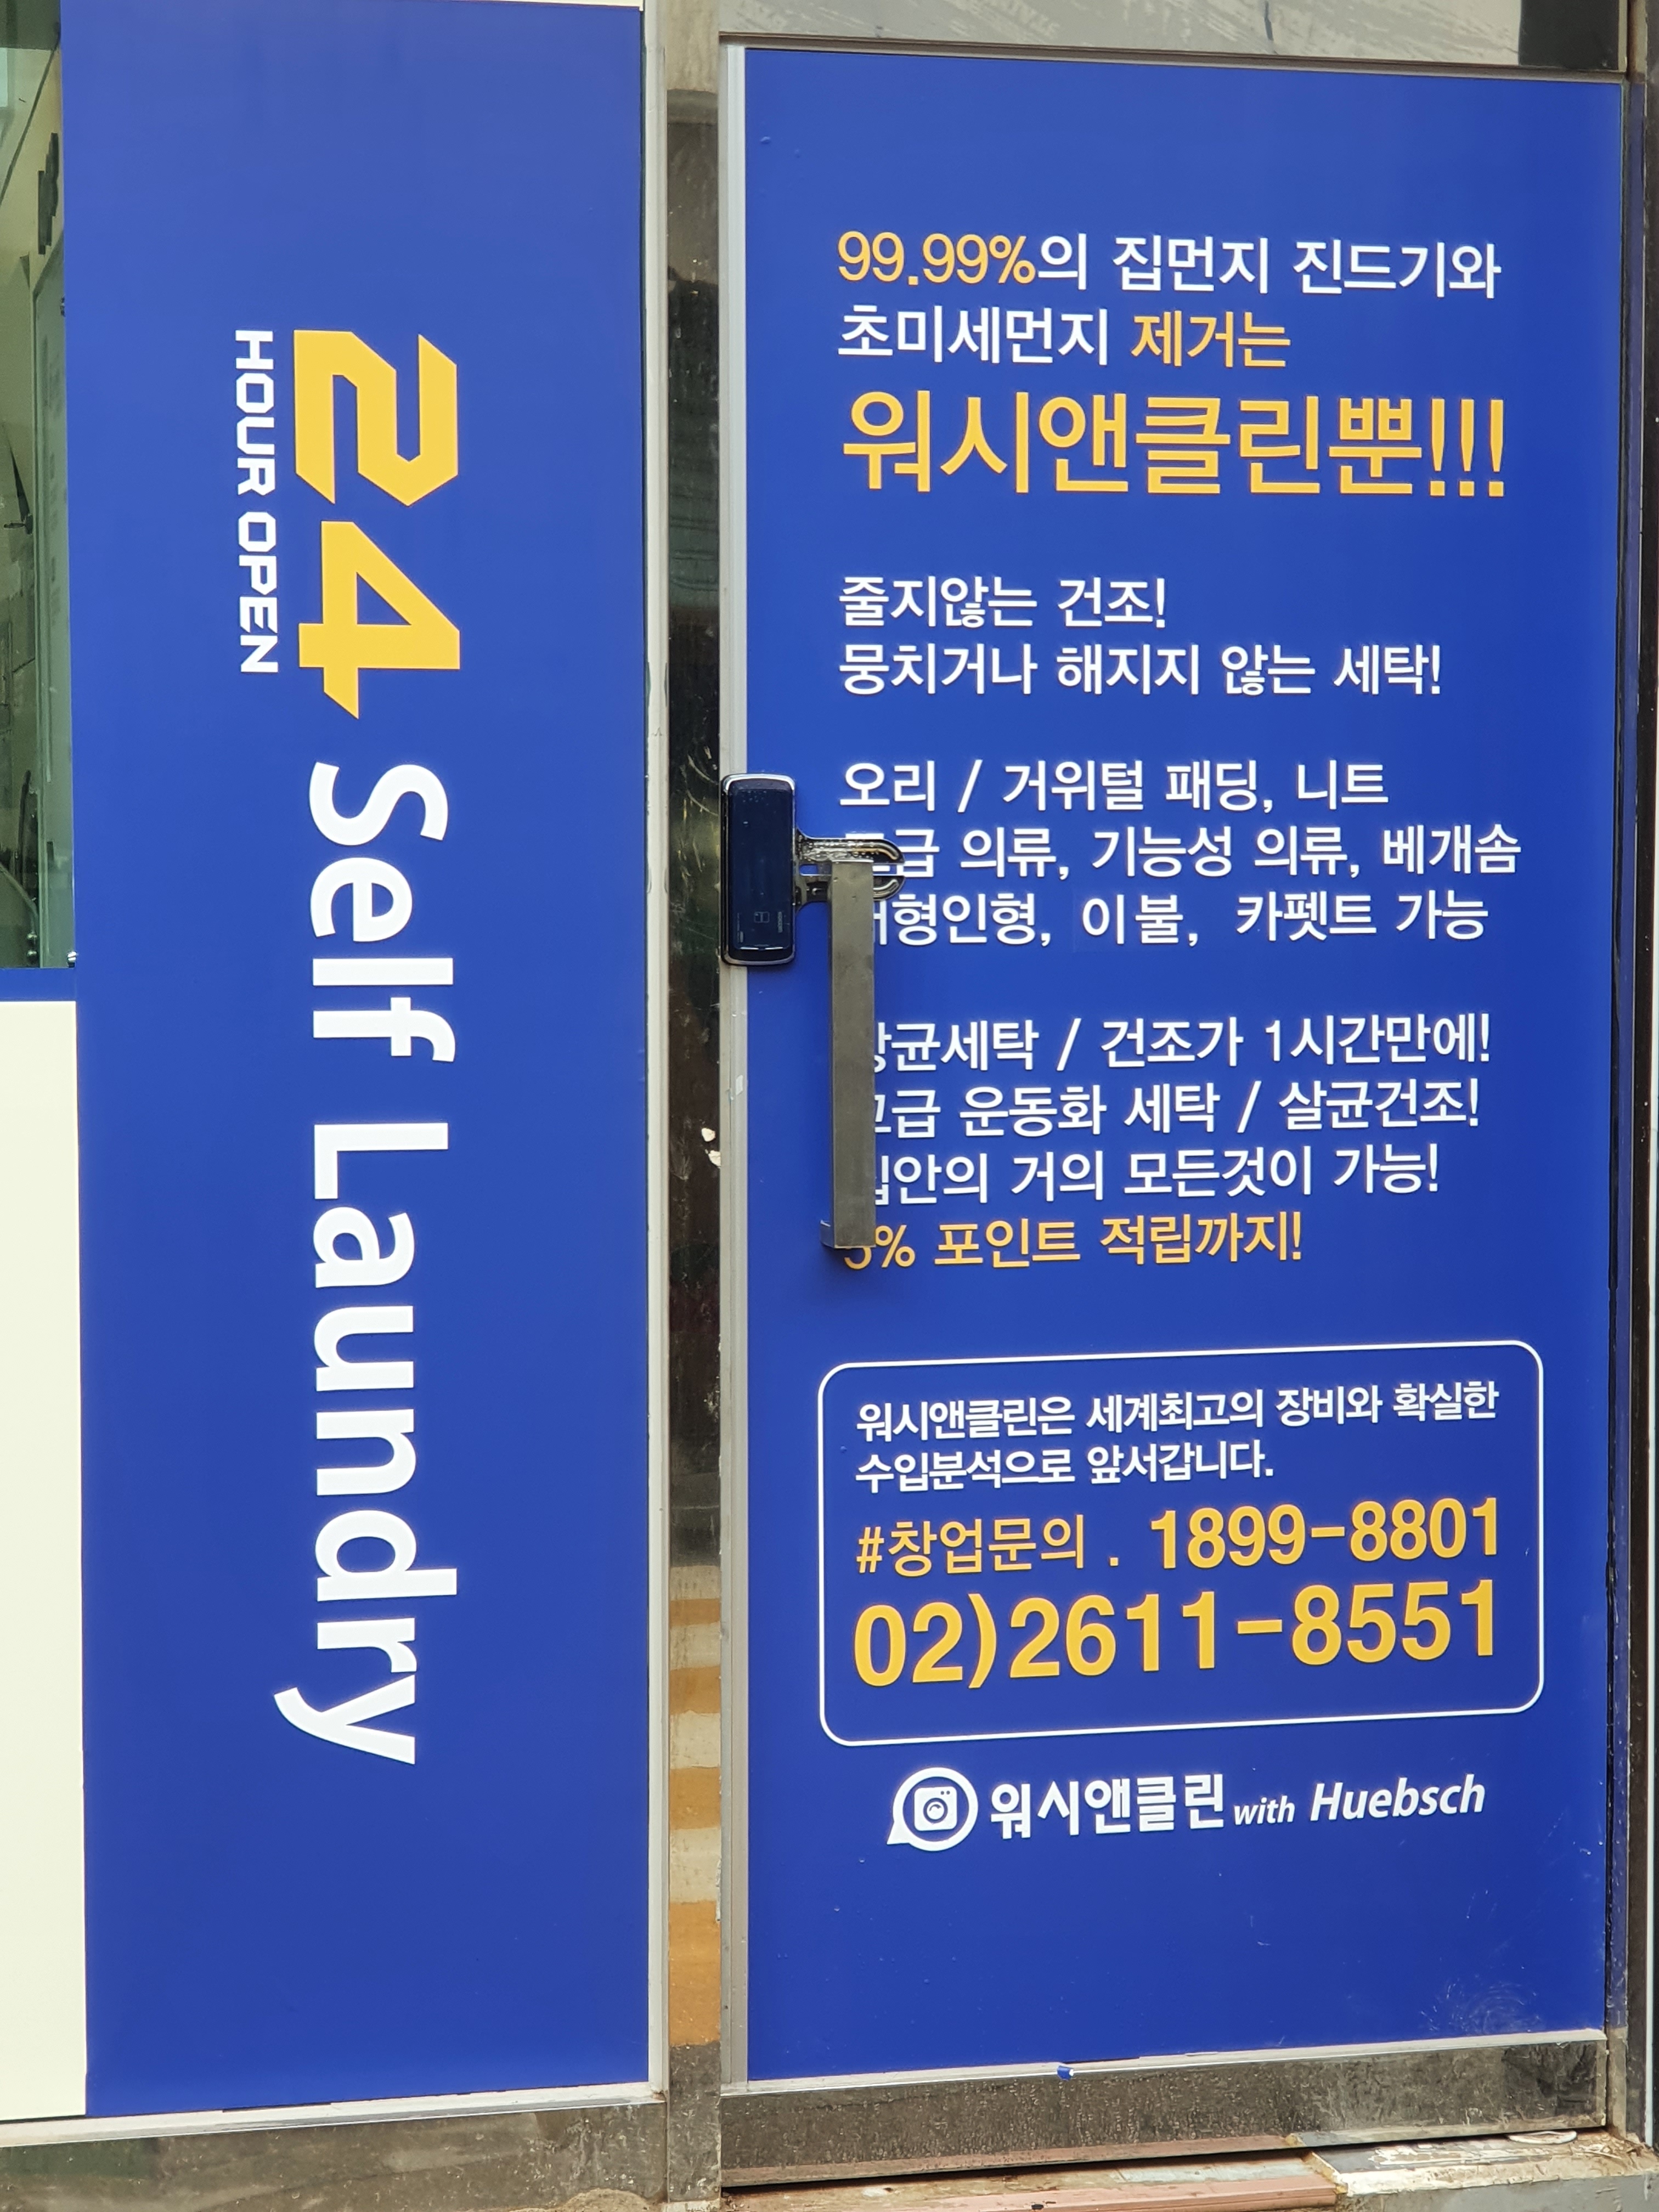 24
HOUR OPEN
Self Laundry
99.99%의 집먼지 진드기와
초미세먼지 제거는
워시앤클린뿐!!!
줄지않는 건조!
뭉치거나 해지지 않는 세탁!
오리 / 거위털 패딩, 니트
의류, 기능성 의류, 베개솜
이불, 카펫트 가능
/ 건조가 1시간만에!
고급 운동화 세탁 / 살균건조!
집안의 거의 모든것이 가능!
포인트 적립까지!
워시앤클린은 세계최고의 장비와 확실한
수입분석으로 앞서갑니다.
#창업문의 . 1899-8801
02)2611-8551
워시앤클린 with Huebsch